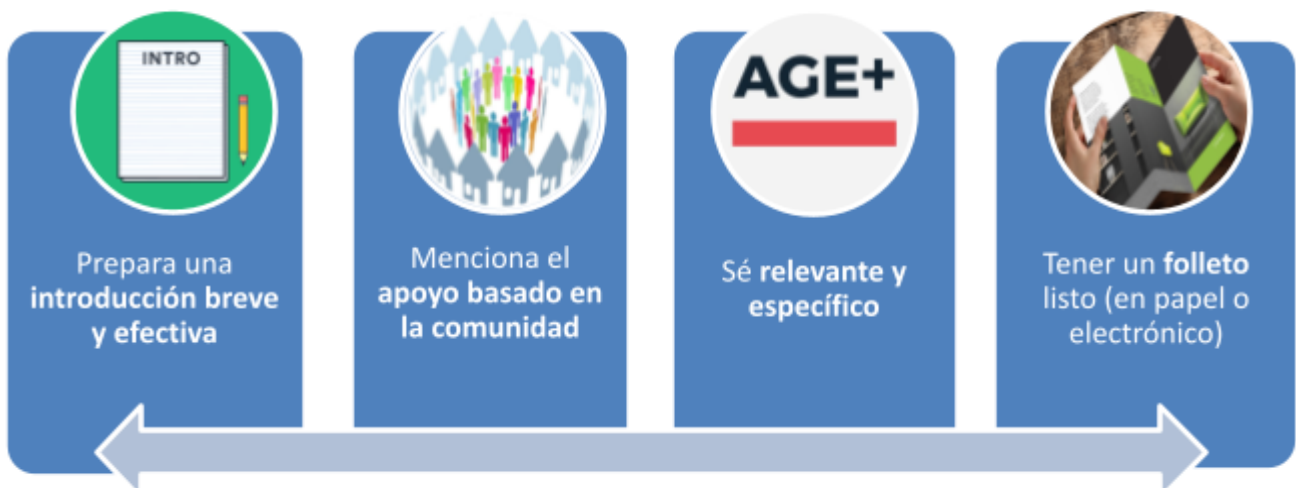 INTRO
Prepara una
introducción breve
y efectiva
Menciona el
apoyo basado en
la comunidad
AGE+
Sé relevante y
específico
Tener un folleto
listo (en papel o
electrónico)